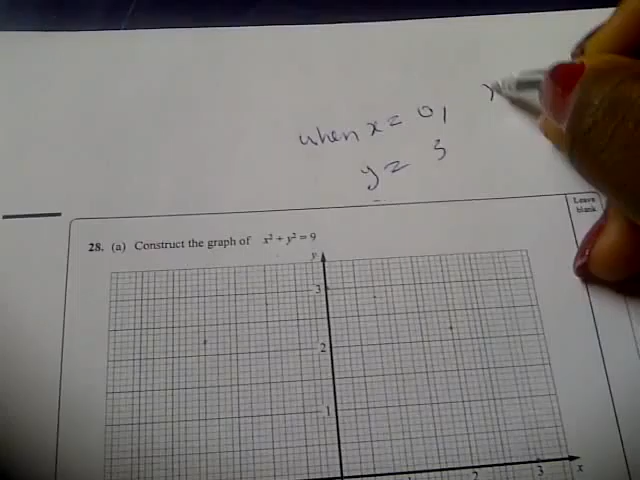 when x = 0,
y = 3
Leave
blank
28. (a) Construct the graph of x² + y² = 9
y
3
2
1
2
3
x